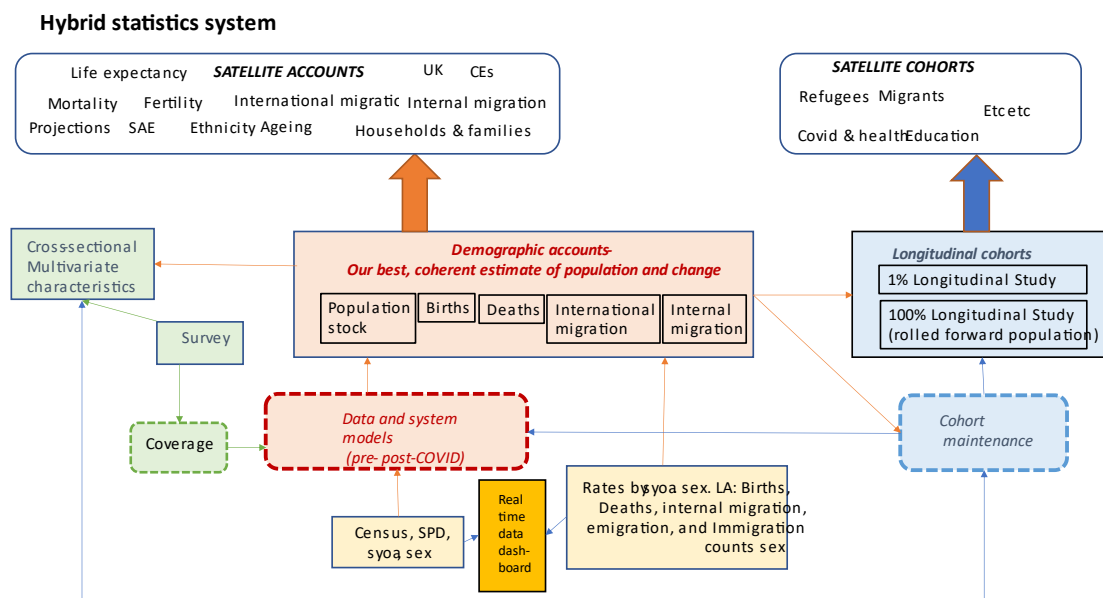 Hybrid statistics system
Life expectancy
SATELLITE ACCOUNTS
UK
CEs
Mortality
Fertility
International migratic
Internal migration
Projections
SAE
Ethnicity
Ageing
Households & families
SATELLITE COHORTS
Refugees
Migrants
Etc etc
Covid & health
Education
Cross-sectional
Multivariate
characteristics
Demographic accounts-
Our best, coherent estimate of population and change
Population
stock
Births
Deaths
International
migration
Internal
migration
Longitudinal cohorts
1% Longitudinal Study
100% Longitudinal Study
(rolled forward population)
Survey
Coverage
Data and system
models
(pre- post-COVID)
Cohort
maintenance
Census, SPD,
syoa, sex
Real
time
data
dash-
board
Rates by syoa sex. LA: Births,
Deaths, internal migration,
emigration, and Immigration
counts sex